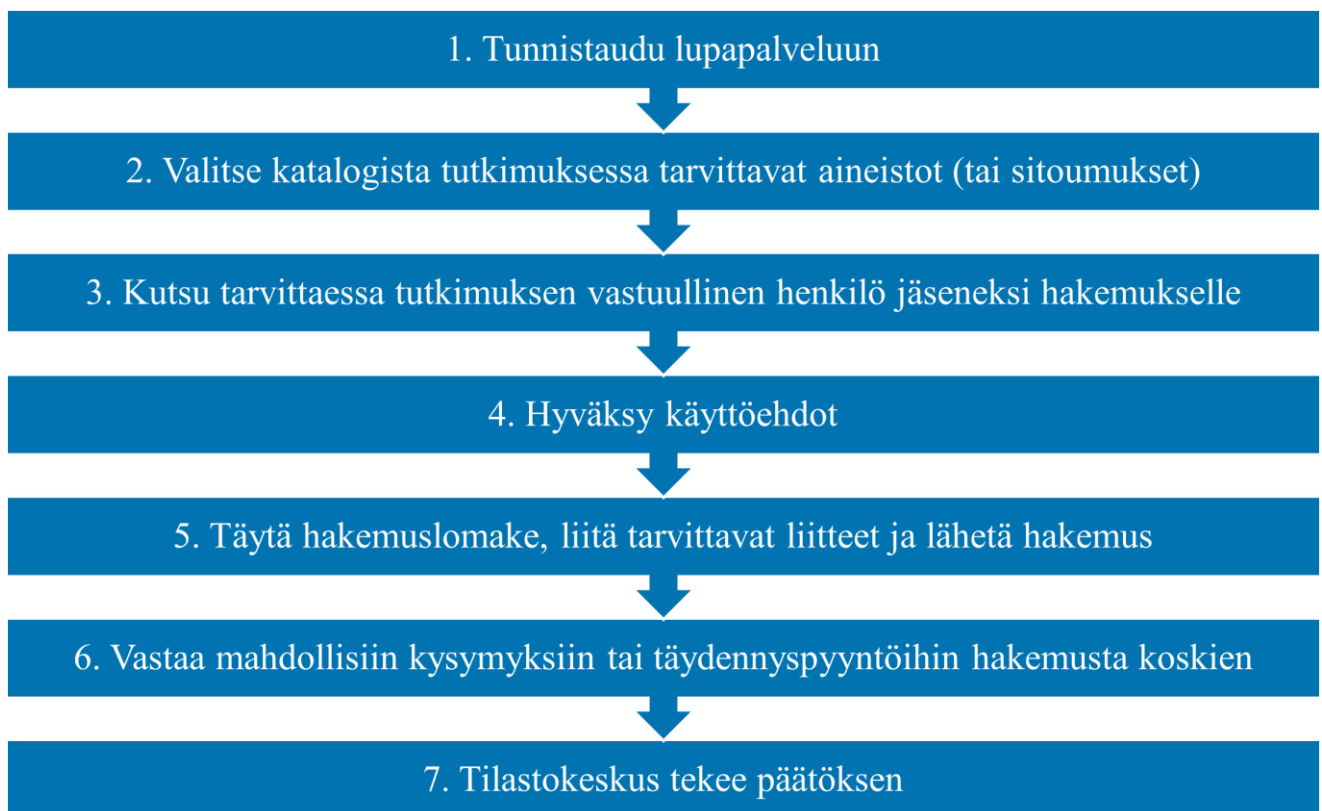 1. Tunnistaudu lupapalveluun
2. Valitse katalogista tutkimuksessa tarvittavat aineistot (tai sitoumukset)
3. Kutsu tarvittaessa tutkimuksen vastuullinen henkilö jäseneksi hakemukselle
4. Hyväksy käyttöehdot
5. Täytä hakemuslomake, liitä tarvittavat liitteet ja lähetä hakemus
6. Vastaa mahdollisiin kysymyksiin tai täydennyspyyntöihin hakemusta koskien
7. Tilastokeskus tekee päätöksen